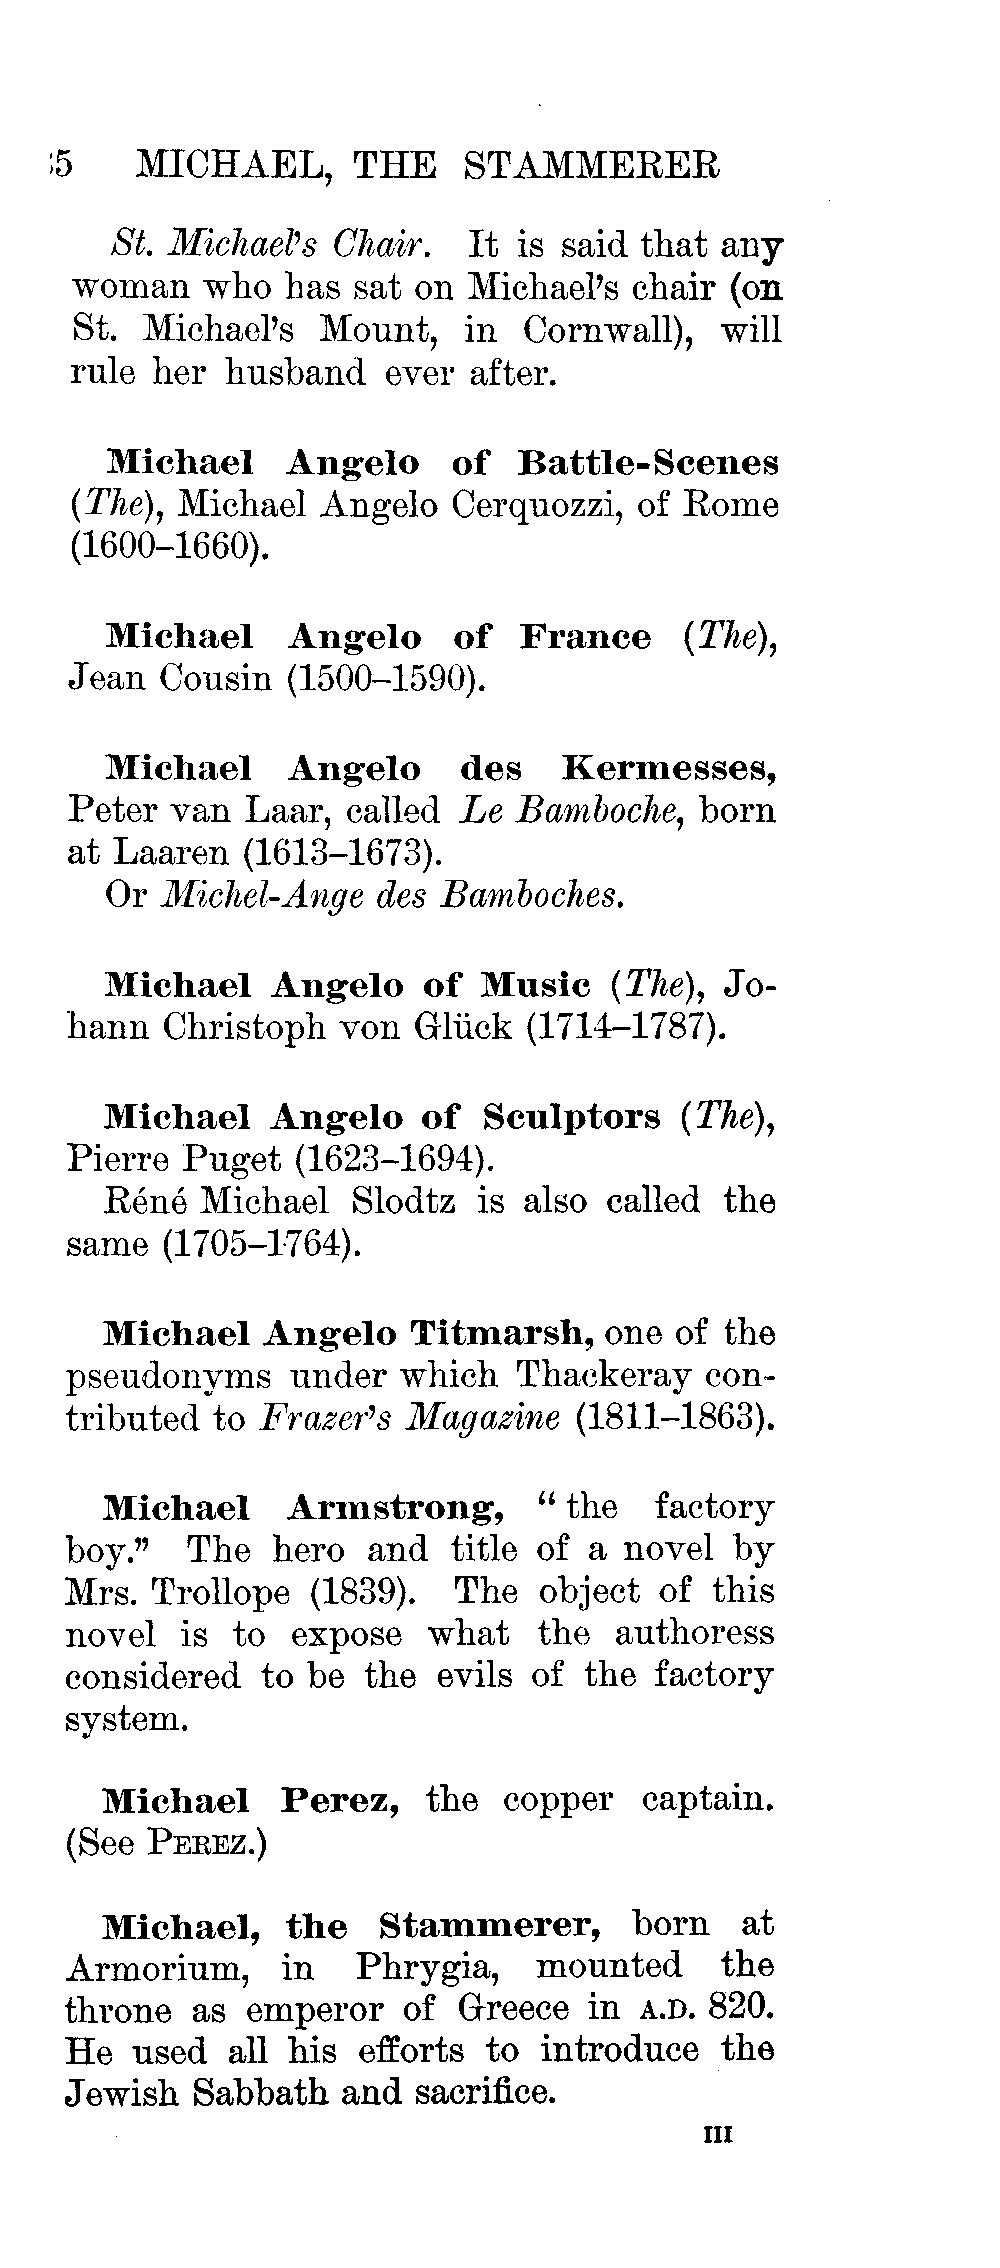 5 MICHAEL, THE STAMMERER
St. Michael's Chair. It is said that any
woman who has sat on Michael's chair (on
St. Michael's Mount, in Cornwall), will
rule her husband ever after.
Michael Angelo of Battle-Scenes
(The), Michael Angelo Cerquozzi, of Rome
(1600–1660).
Michael Angelo of France (The),
Jean Cousin (1500–1590).
Michael Angelo des Kermesses,
Peter van Laar, called Le Bamboche, born
at Laaren (1613–1673).
Or Michel-Ange des Bamboches.
Michael Angelo of Music (The), Jo-
hann Christoph von Glück (1714–1787).
Michael Angelo of Sculptors (The),
Pierre Puget (1623–1694).
Réné Michael Slodtz is also called the
same (1705–1764).
Michael Angelo Titmarsh, one of the
pseudonyms under which Thackeray con-
tributed to Frazer's Magazine (1811–1863).
Michael Armstrong, “the factory
boy.” The hero and title of a novel by
Mrs. Trollope (1839). The object of this
novel is to expose what the authoress
considered to be the evils of the factory
system.
Michael Perez, the copper captain.
(See PEREZ.)
Michael, the Stammerer, born at
Armorium, in Phrygia, mounted the
throne as emperor of Greece in A.D. 820.
He used all his efforts to introduce the
Jewish Sabbath and sacrifice.
III